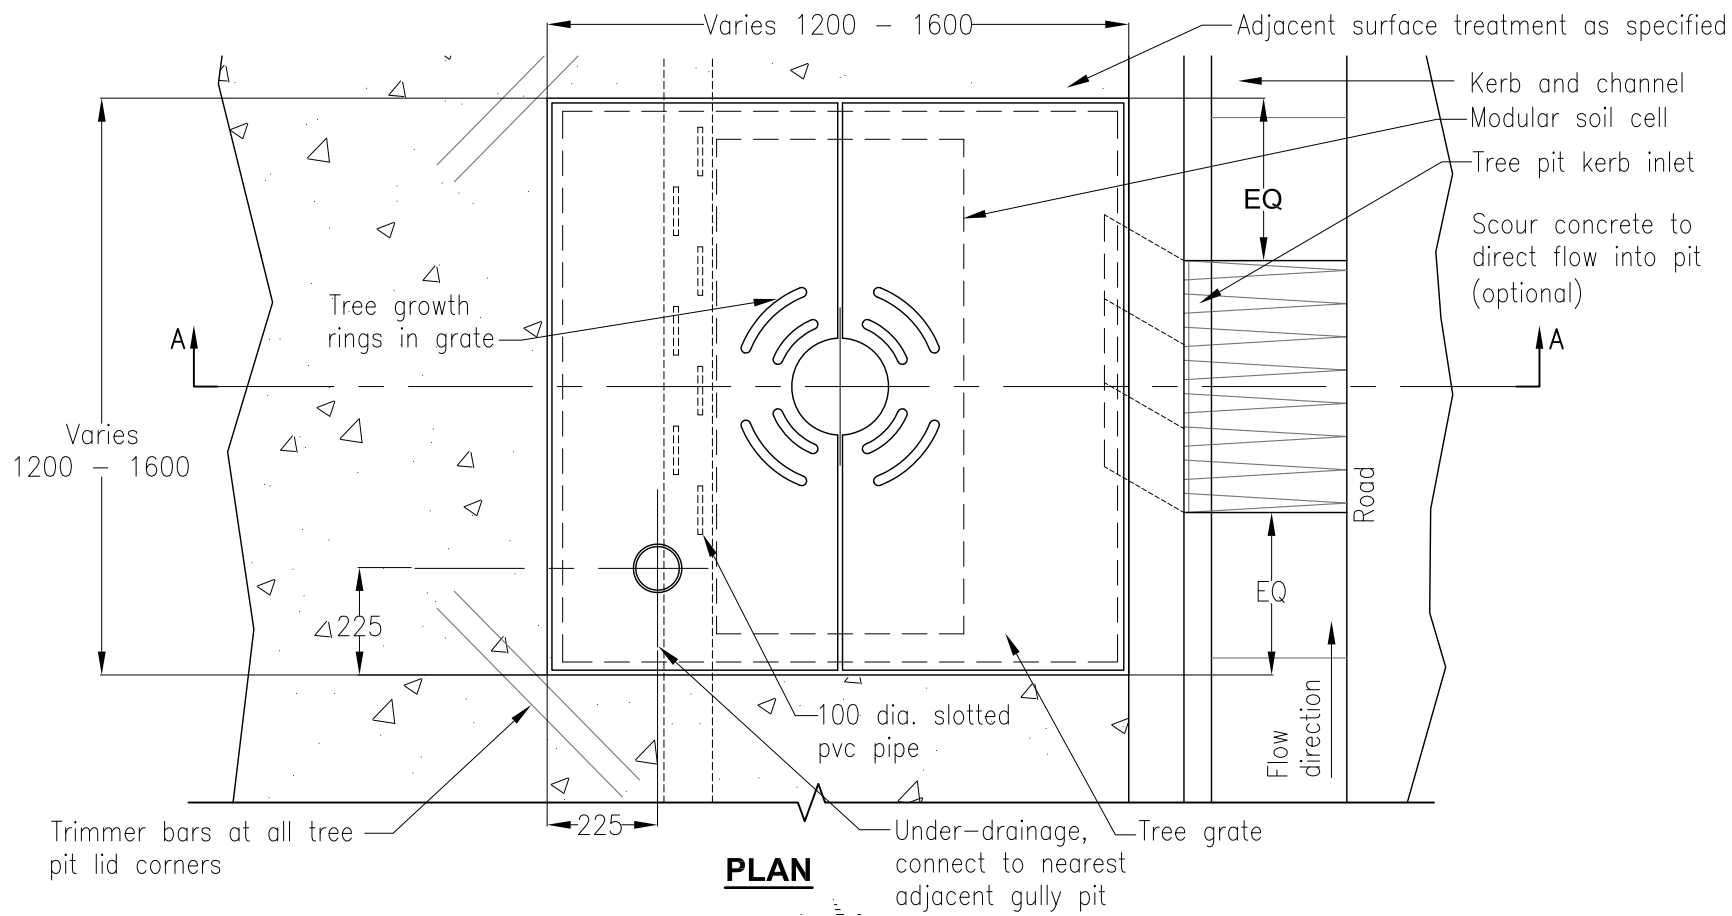 Varies 1200 - 1600
Adjacent surface treatment as specified
Kerb and channel
Modular soil cell
Tree pit kerb inlet
EQ
Scour concrete to
direct flow into pit
(optional)
Tree growth
rings in grate
A
A
Varies
1200 - 1600
Road
EQ
225
100 dia. slotted
pvc pipe
Flow
direction
Trimmer bars at all tree
pit lid corners
225
Under-drainage,
connect to nearest
adjacent gully pit
Tree grate
PLAN